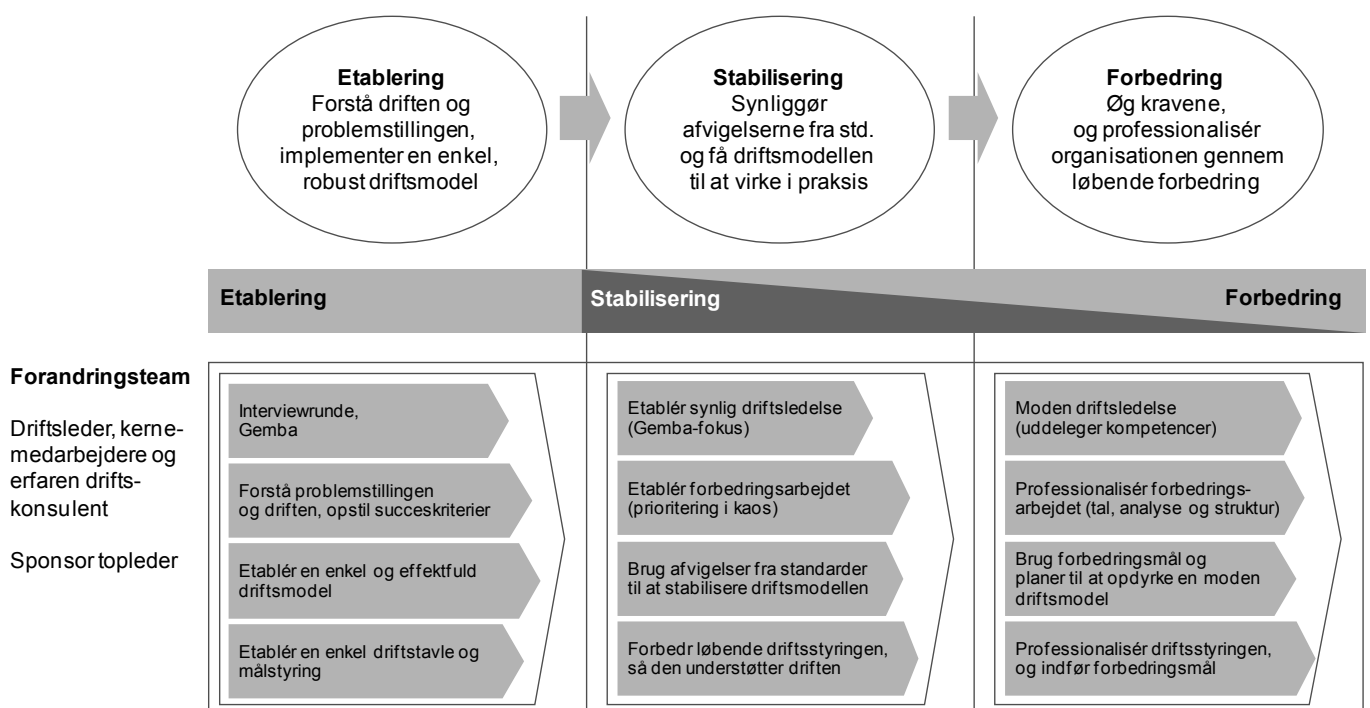 Etablering
Forstå driften og
problemstillingen,
implementer en enkel,
robust driftsmodel
Stabilisering
Synliggør
afvigelserne fra std.
og få driftsmodellen
til at virke i praksis
Forbedring
Øg kravene,
og professionalisér
organisationen gennem
løbende forbedring
Etablering
Stabilisering
Forbedring
Forandringsteam
Driftsleder, kerne-
medarbejdere og
erfaren drifts-
konsulent
Sponsor topleder
Interviewrunde,
Gemba
Forstå problemstillingen
og driften, opstil succeskriterier
Etablér en enkel og effektfuld
driftsmodel
Etablér en enkel driftstavle og
målstyring
Etablér synlig driftsledelse
(Gemba-fokus)
Etablér forbedringsarbejdet
(prioritering i kaos)
Brug afvigelser fra standarder
til at stabilisere driftsmodellen
Forbedr løbende driftsstyringen,
så den understøtter driften
Moden driftsledelse
(uddeleger kompetencer)
Professionalisér forbedrings-
arbejdet (tal, analyse og struktur)
Brug forbedringsmål og
planer til at opdyrke en moden
driftsmodel
Professionalisér driftsstyringen,
og indfør forbedringsmål